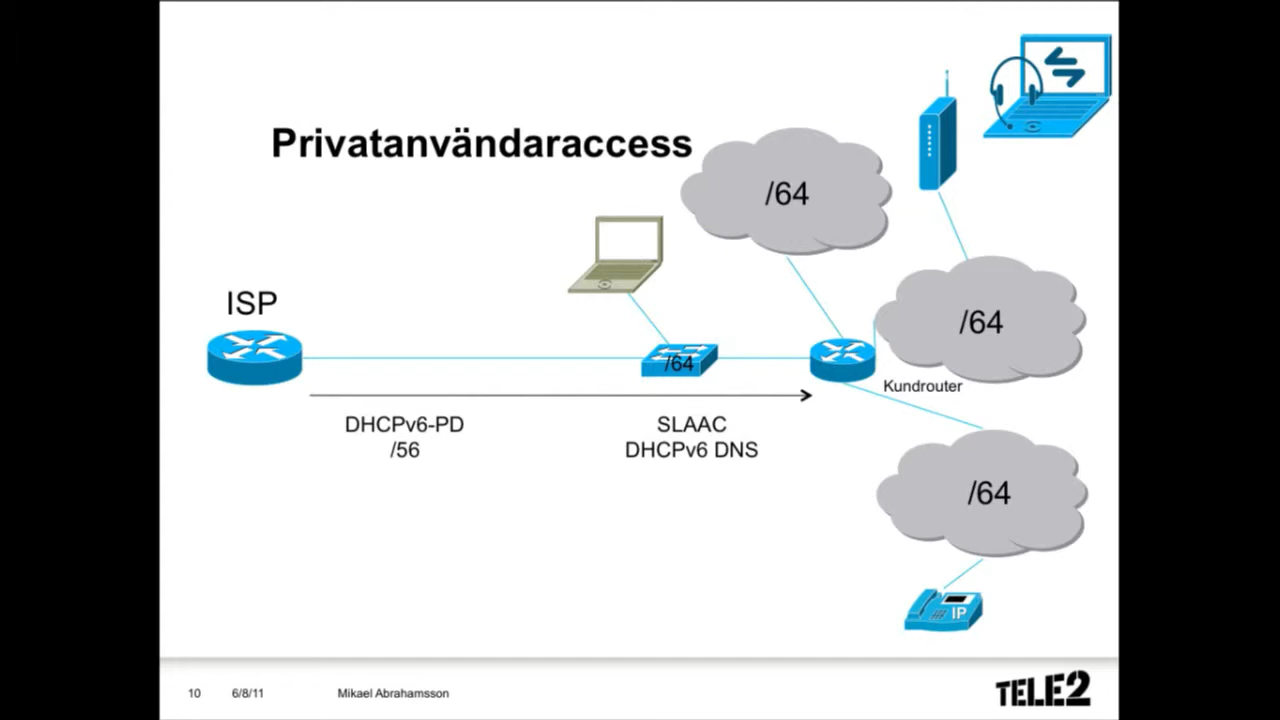 Privatanvändaraccess
/64
/64
ISP
/64
Kundrouter
DHCPv6-PD
/56
SLAAC
DHCPv6 DNS
/64
IP
10
6/8/11
Mikael Abrahamsson
TELE2